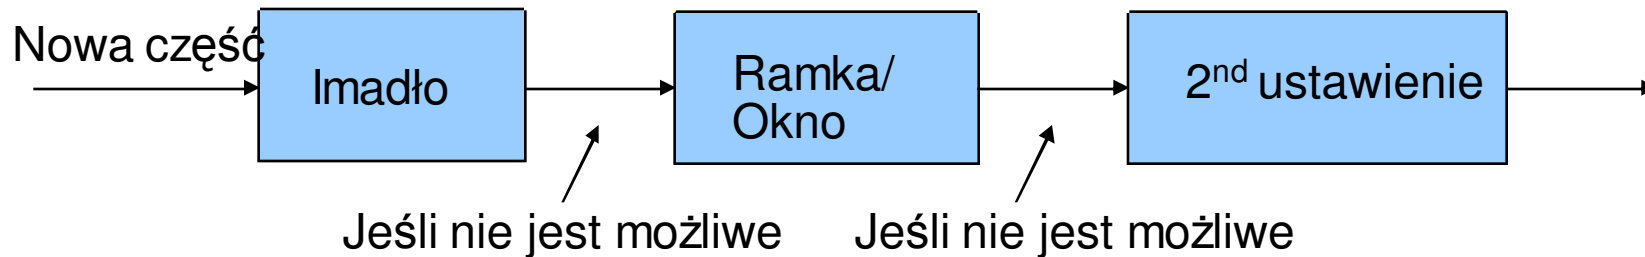 Nowa część
Imadło
Ramka/
Okno
2nd ustawienie
Jeśli nie jest możliwe
Jeśli nie jest możliwe